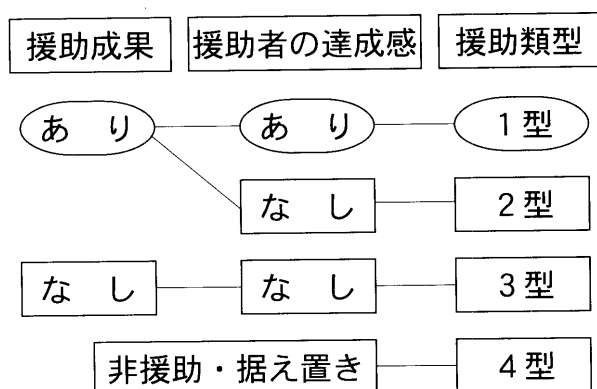 援助成果 援助者の達成感 援助類型
あり あり 1型
なし 2型
なし なし 3型
非援助・据え置き 4型